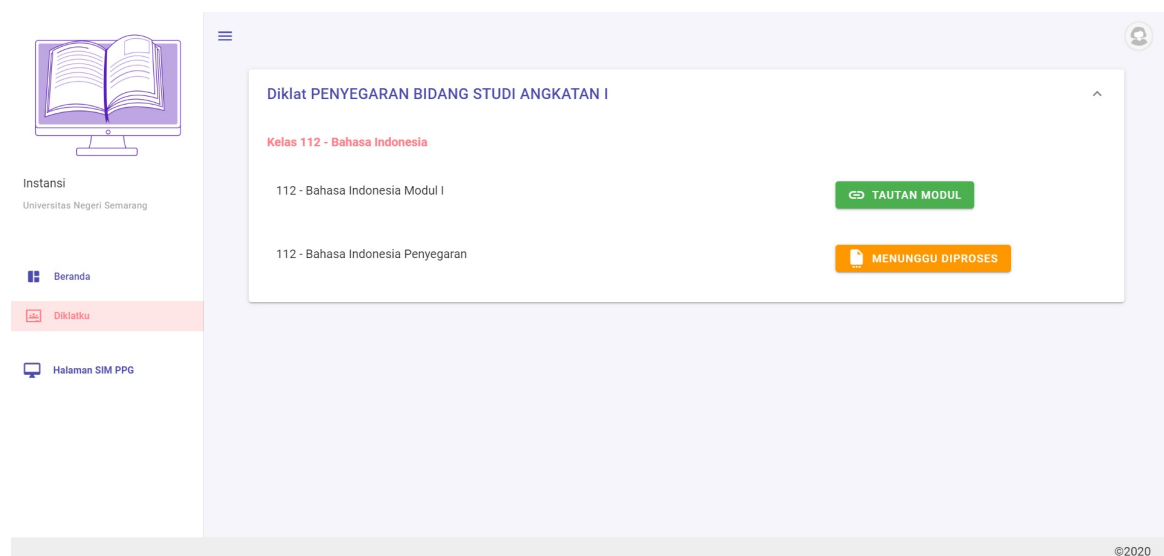 Instansi
Universitas Negeri Semarang
Beranda
Diklatku
Halaman SIM PPG
Diklat PENYEGARAN BIDANG STUDI ANGKATAN I
Kelas 112 - Bahasa Indonesia
112 - Bahasa Indonesia Modul I
TAUTAN MODUL
112 - Bahasa Indonesia Penyegaran
MENUNGGU DIPROSES
©2020